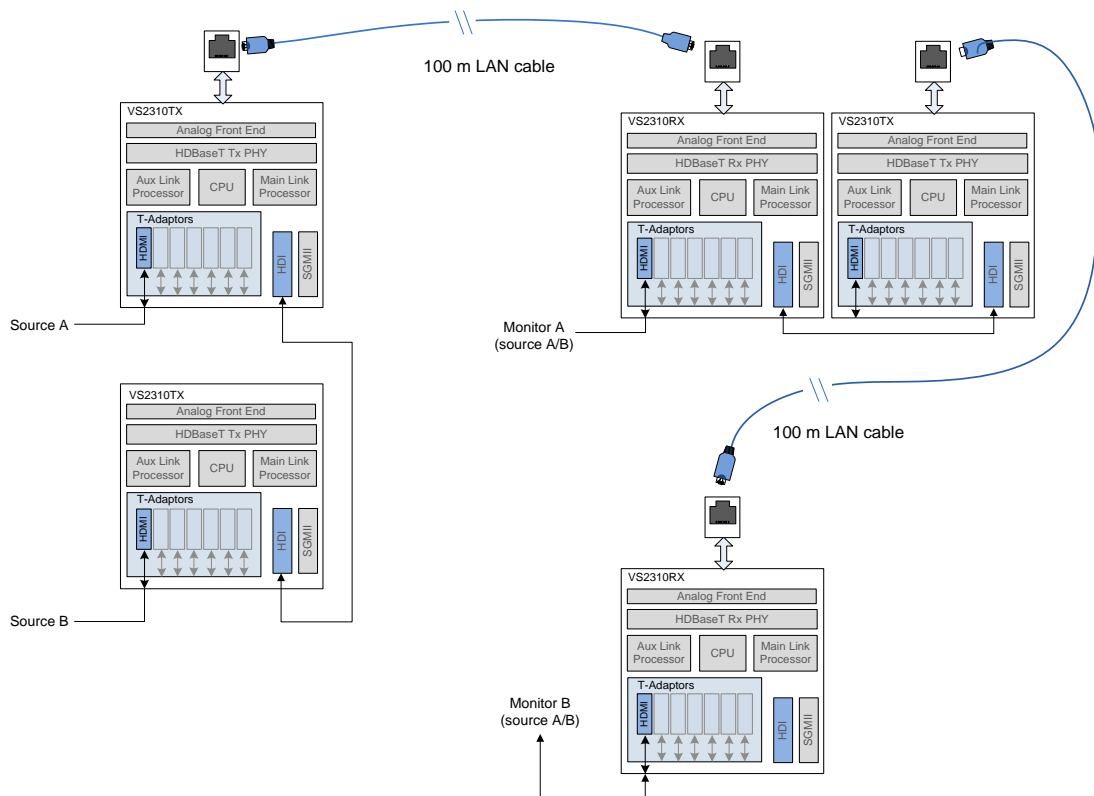 100 m LAN cable
VS2310TX
Analog Front End
HDBaseT Tx PHY
Aux Link
Processor
CPU
Main Link
Processor
T-Adaptors
HDMI
HDI
SGMII
Source A
VS2310TX
Analog Front End
HDBaseT Tx PHY
Aux Link
Processor
CPU
Main Link
Processor
T-Adaptors
HDMI
HDI
SGMII
Source B
VS2310RX
Analog Front End
HDBaseT Rx PHY
Aux Link
Processor
CPU
Main Link
Processor
T-Adaptors
HDMI
HDI
SGMII
Monitor A
(source A/B)
VS2310TX
Analog Front End
HDBaseT Tx PHY
Aux Link
Processor
CPU
Main Link
Processor
T-Adaptors
HDMI
HDI
SGMII
100 m LAN cable
VS2310RX
Analog Front End
HDBaseT Rx PHY
Aux Link
Processor
CPU
Main Link
Processor
T-Adaptors
HDMI
HDI
SGMII
Monitor B
(source A/B)